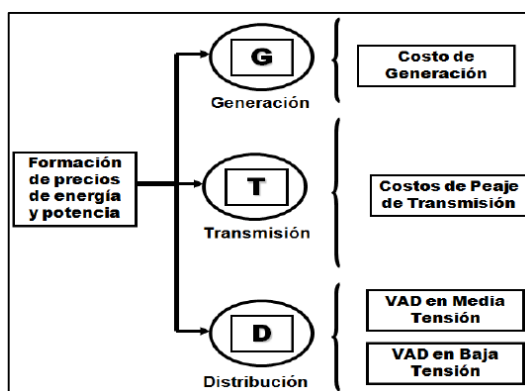 G
Generación
Costo de
Generación
Formación
de precios
de energía
y potencia
T
Transmisión
Costos de Peaje
de Transmisión
D
Distribución
VAD en Media
Tensión
VAD en Baja
Tensión